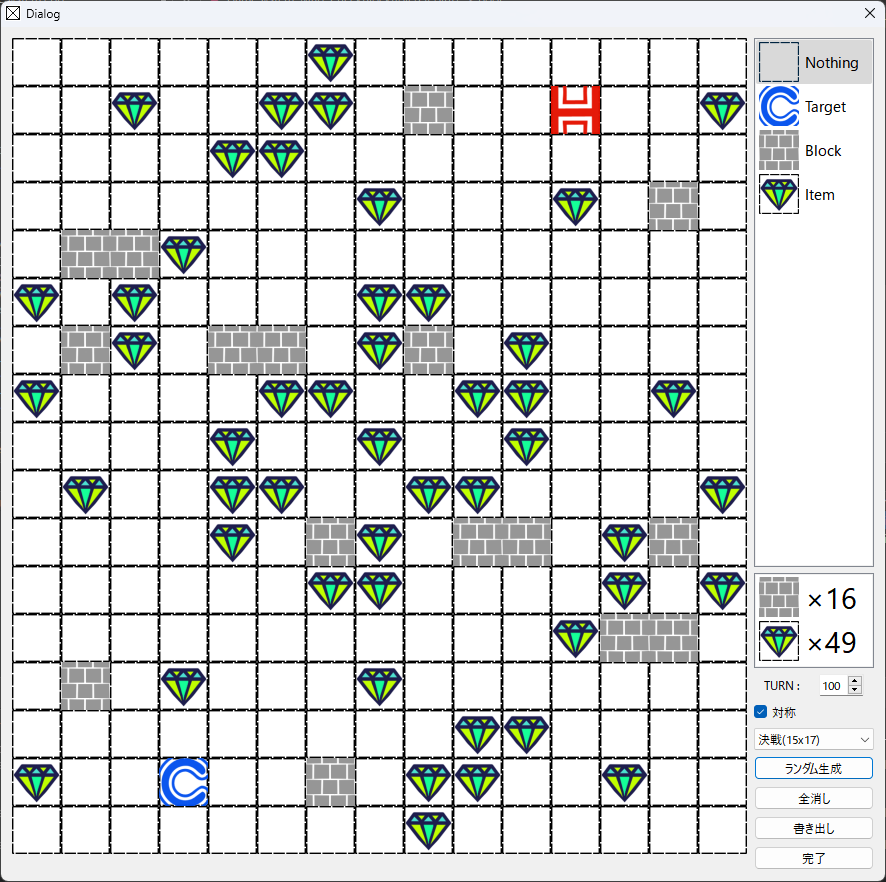 Dialog
H
Nothing
C Target
Block
Item
C
×16
×49
TURN : 100
対称
決戦(15x17)
ランダム生成
全消し
書き出し
完了